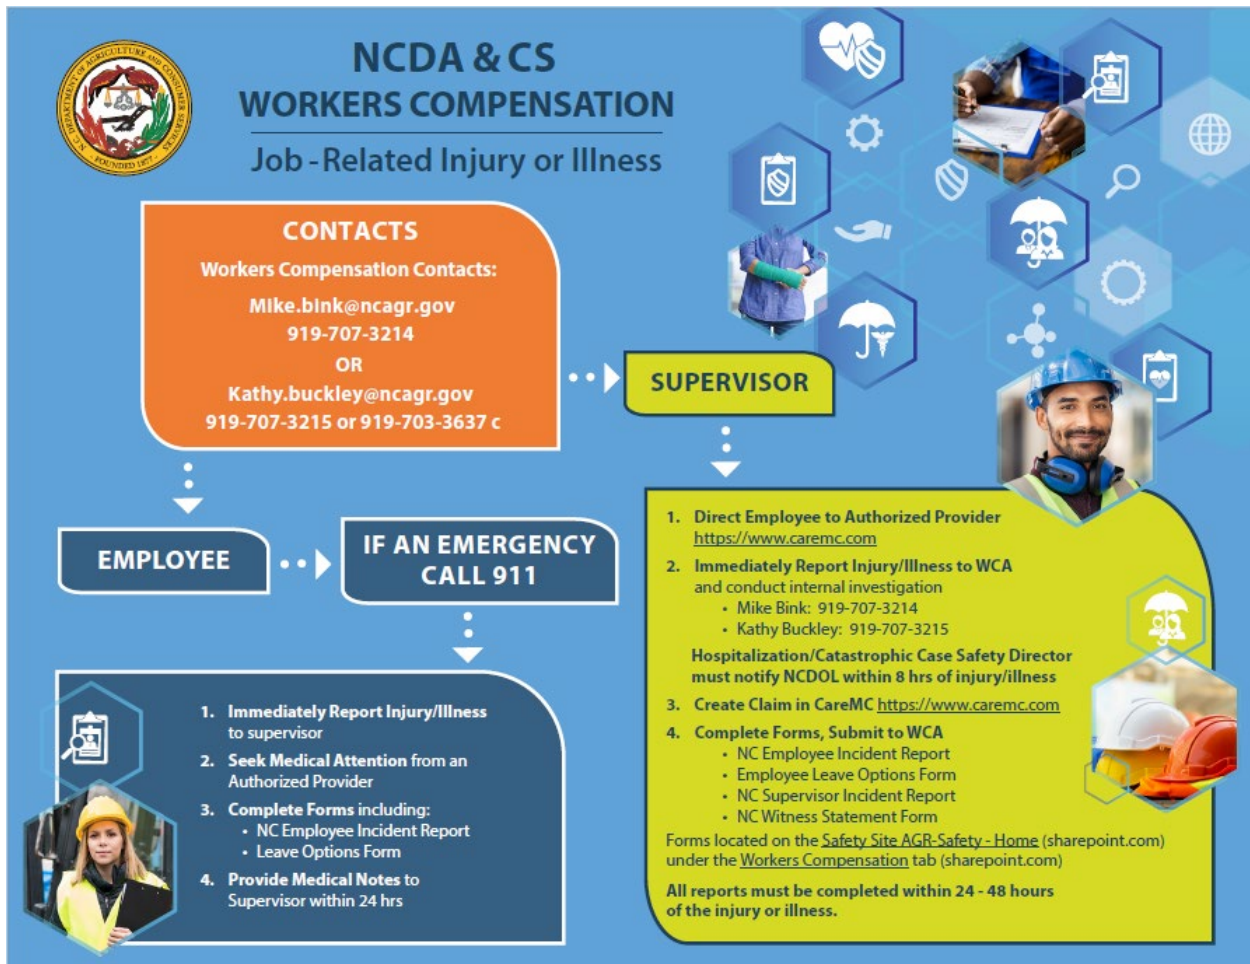 N.C. DEPARTMENT OF AGRICULTURE AND CONSUMER SERVICES
- FOUNDED 1877 -
NCDA & CS
WORKERS COMPENSATION
Job - Related Injury or Illness
CONTACTS
Workers Compensation Contacts:
Mike.bink@ncagr.gov
919-707-3214
OR
Kathy.buckley@ncagr.gov
919-707-3215 or 919-703-3637 c
SUPERVISOR
EMPLOYEE
IF AN EMERGENCY
CALL 911
1. Immediately Report Injury/Illness
to supervisor
2. Seek Medical Attention from an
Authorized Provider
3. Complete Forms including:
• NC Employee Incident Report
• Leave Options Form
4. Provide Medical Notes to
Supervisor within 24 hrs
1. Direct Employee to Authorized Provider
https://www.caremc.com
2. Immediately Report Injury/Illness to WCA
and conduct internal investigation
• Mike Bink: 919-707-3214
• Kathy Buckley: 919-707-3215
Hospitalization/Catastrophic Case Safety Director
must notify NCDOL within 8 hrs of injury/illness
3. Create Claim in CareMC https://www.caremc.com
4. Complete Forms, Submit to WCA
• NC Employee Incident Report
• Employee Leave Options Form
• NC Supervisor Incident Report
• NC Witness Statement Form
Forms located on the Safety Site AGR-Safety - Home (sharepoint.com)
under the Workers Compensation tab (sharepoint.com)
All reports must be completed within 24 - 48 hours
of the injury or illness.